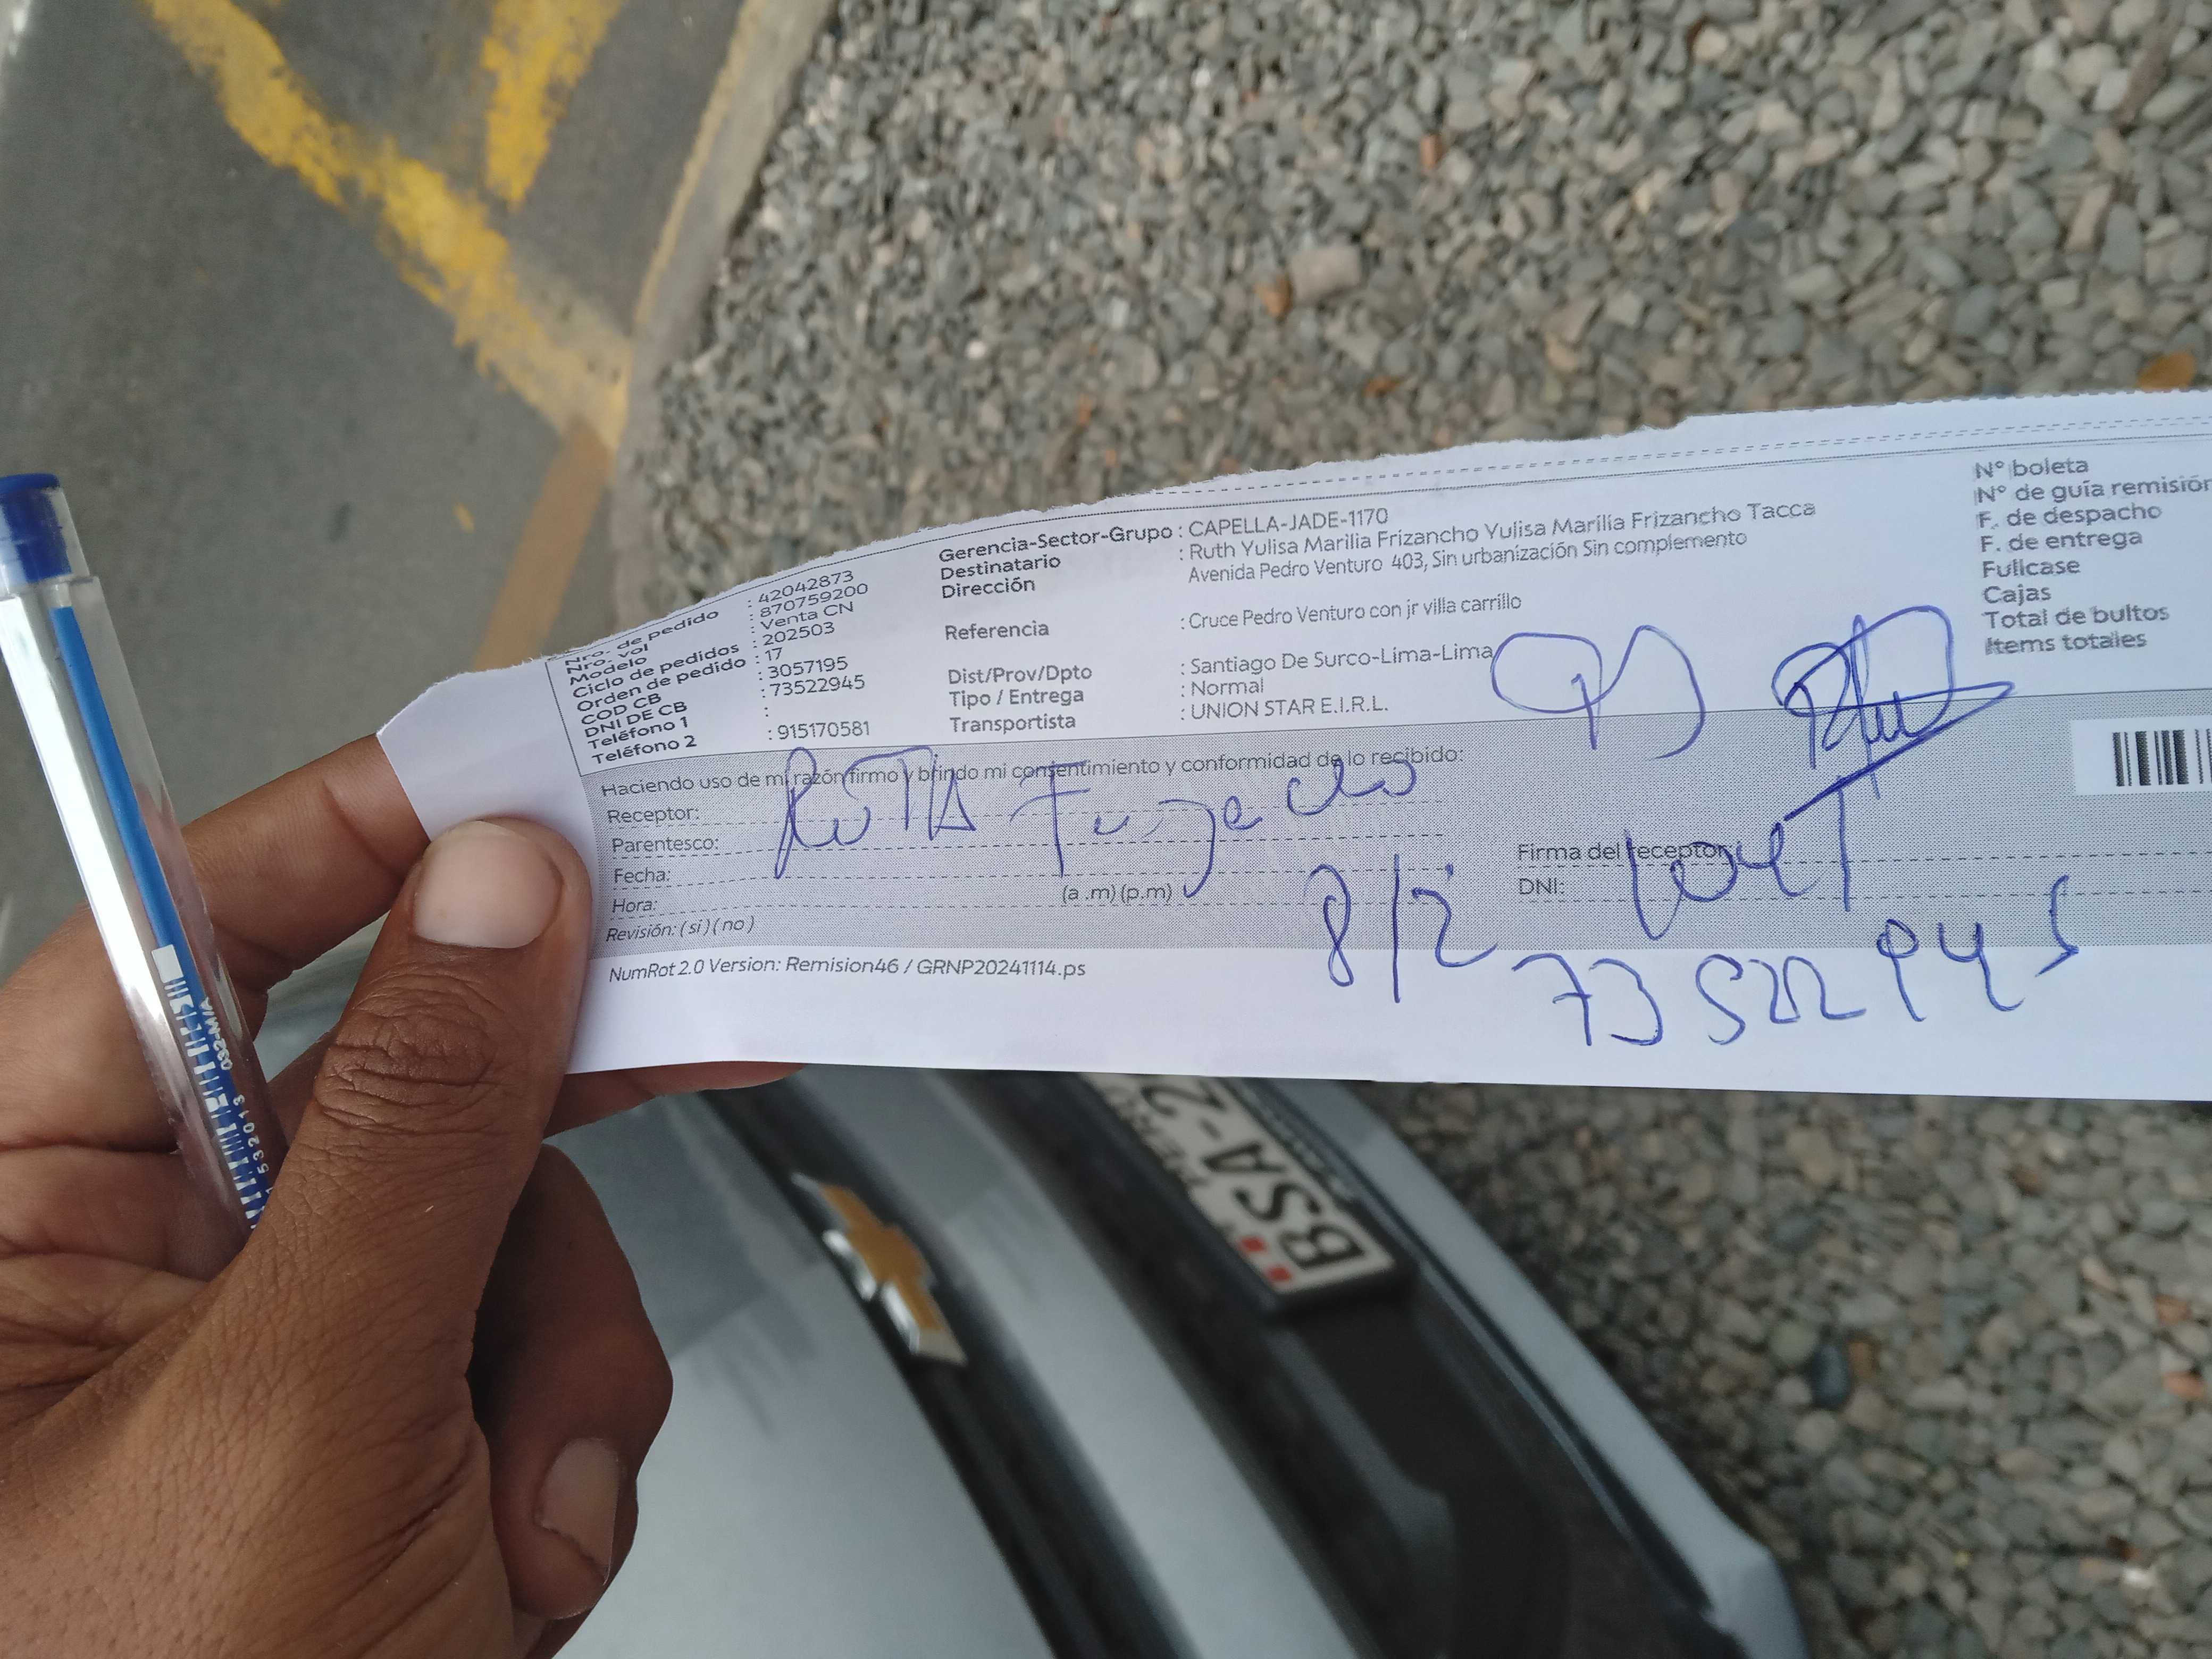 Nro. de pedido : 42042873
Nro. vol : 870759200
Modelo : Venta CN
Ciclo de pedidos : 202503
Orden de pedido : 17
COD CB : 3057195
DNI DE CB : 73522945
Teléfono 1 :
Teléfono 2 : 915170581
Gerencia-Sector-Grupo : CAPELLA-JADE-1170
Destinatario : Ruth Yulisa Marilia Frizancho Yulisa Marilia Frizancho Tacca
Dirección Avenida Pedro Venturo 403, Sin urbanización Sin complemento
Referencia : Cruce Pedro Venturo con jr villa carrillo
Dist/Prov/Dpto : Santiago De Surco-Lima-Lima
Tipo / Entrega : Normal
Transportista : UNION STAR E.I.R.L.
N° boleta
N° de guía remisión
F. de despacho
F. de entrega
Fullcase
Cajas
Total de bultos
Items totales
Haciendo uso de mi razón firmo y brindo mi consentimiento y conformidad de lo recibido:
Receptor:
Parentesco:
Fecha:
Hora: (a .m) (p.m)
Revisión: ( si ) ( no )
Firma del receptor:
DNI:
8/2
73522945
NumRot 2.0 Version: Remision46 / GRNP20241114.ps
BSA-2